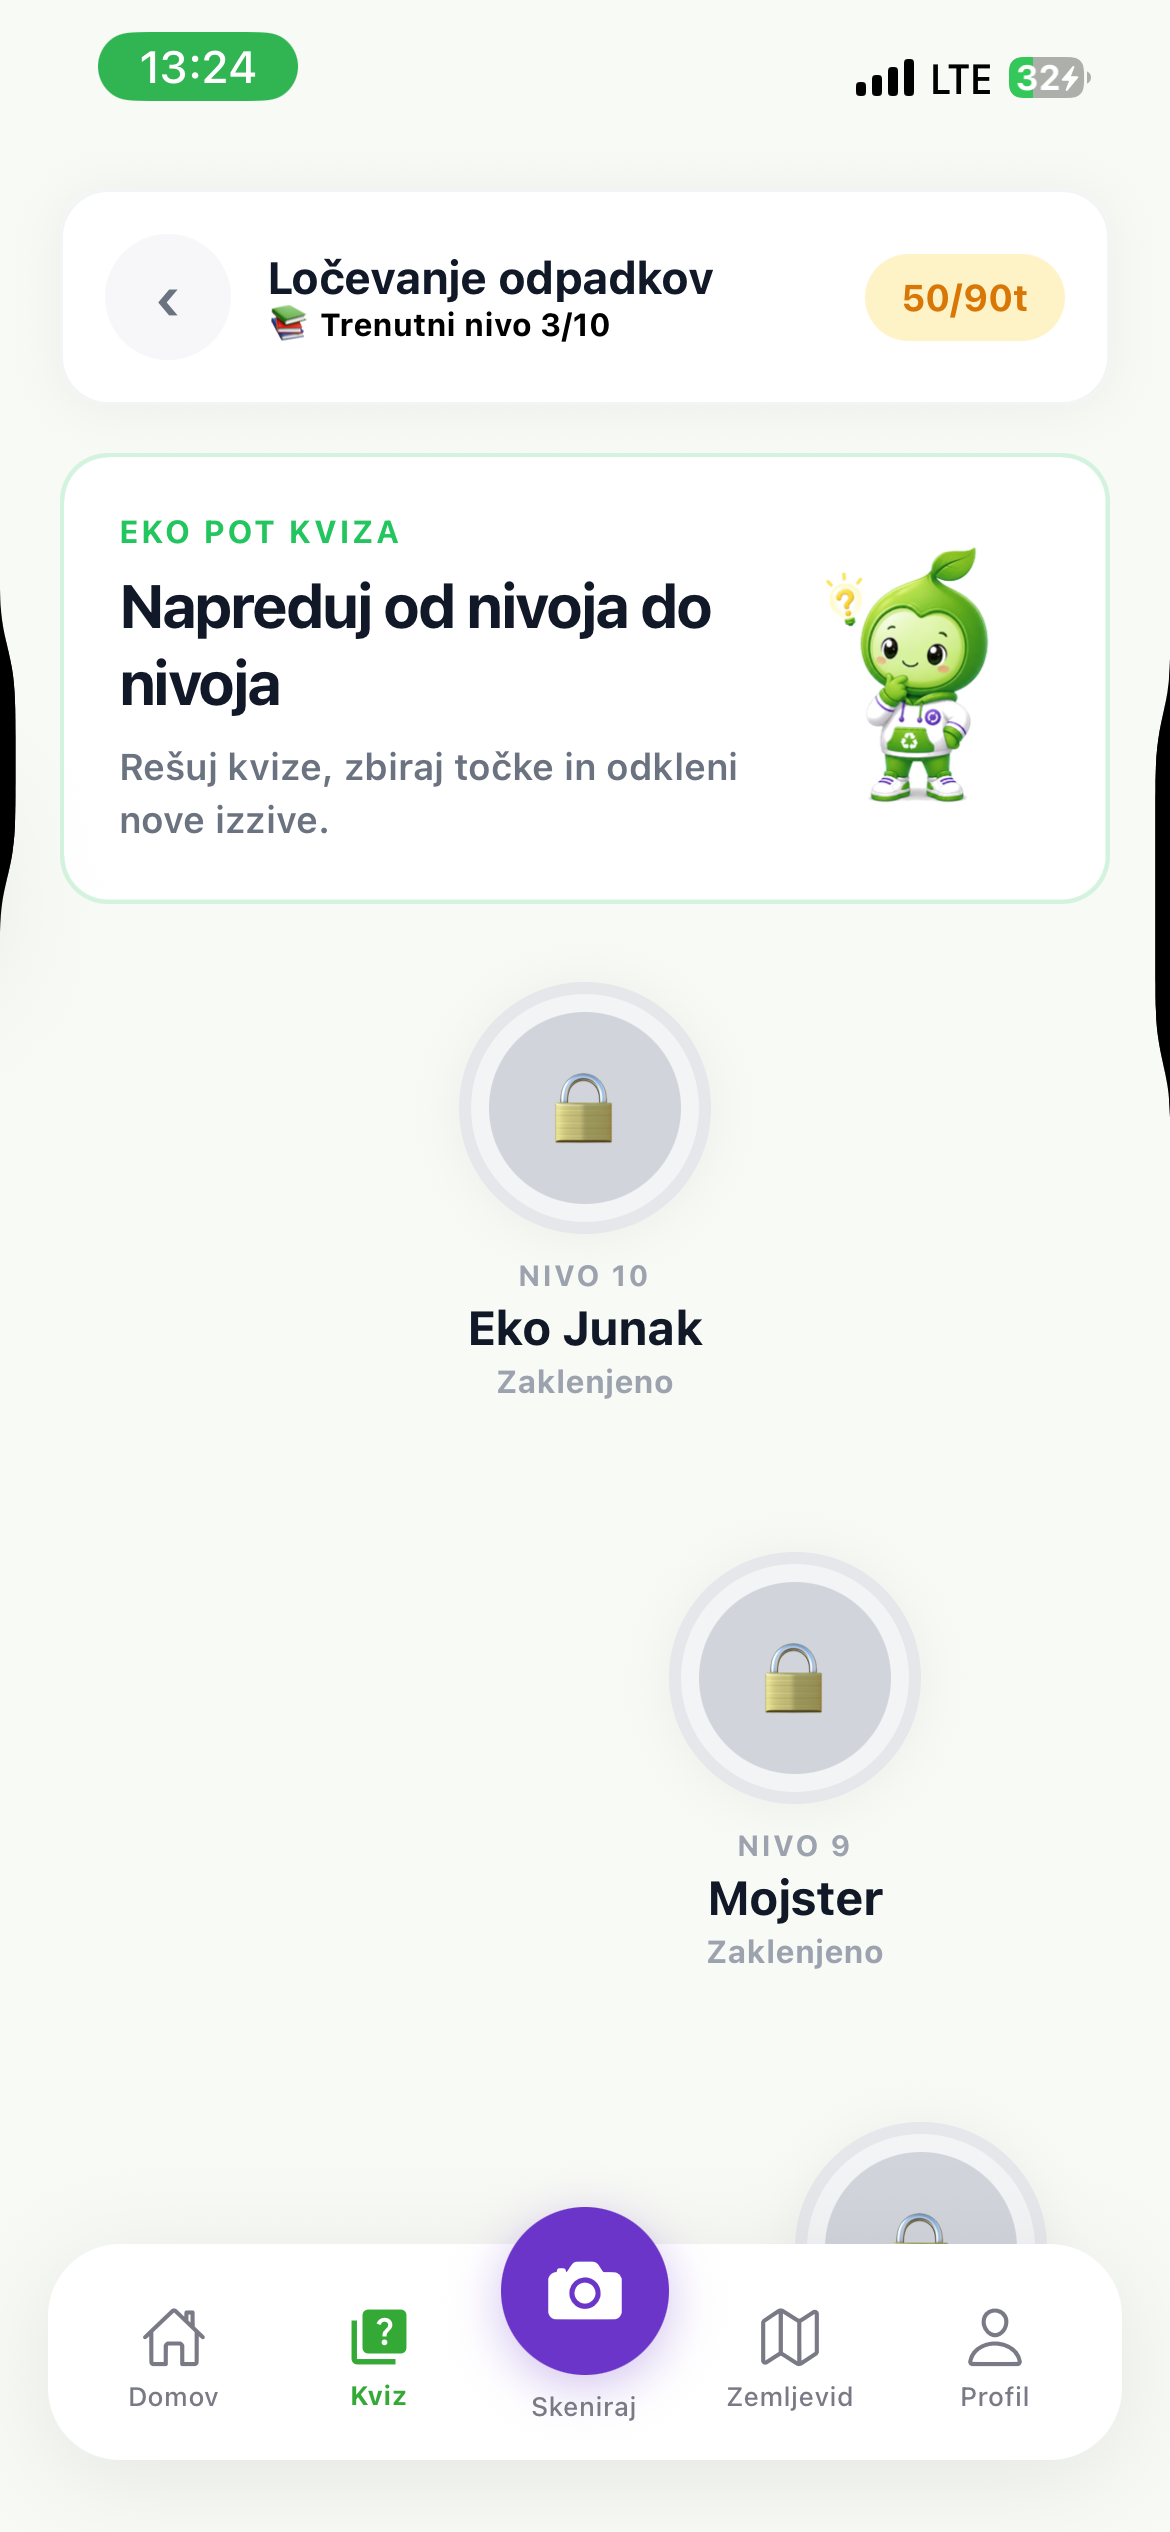 13:24
LTE
32
‹
Ločevanje odpadkov
📚 Trenutni nivo 3/10
50/90t
EKO POT KVIZA
Napreduj od nivoja do
nivoja
Rešuj kvize, zbiraj točke in odkleni
nove izzive.
NIVO 10
Eko Junak
Zaklenjeno
NIVO 9
Mojster
Zaklenjeno
Domov
Kviz
Skeniraj
Zemljevid
Profil